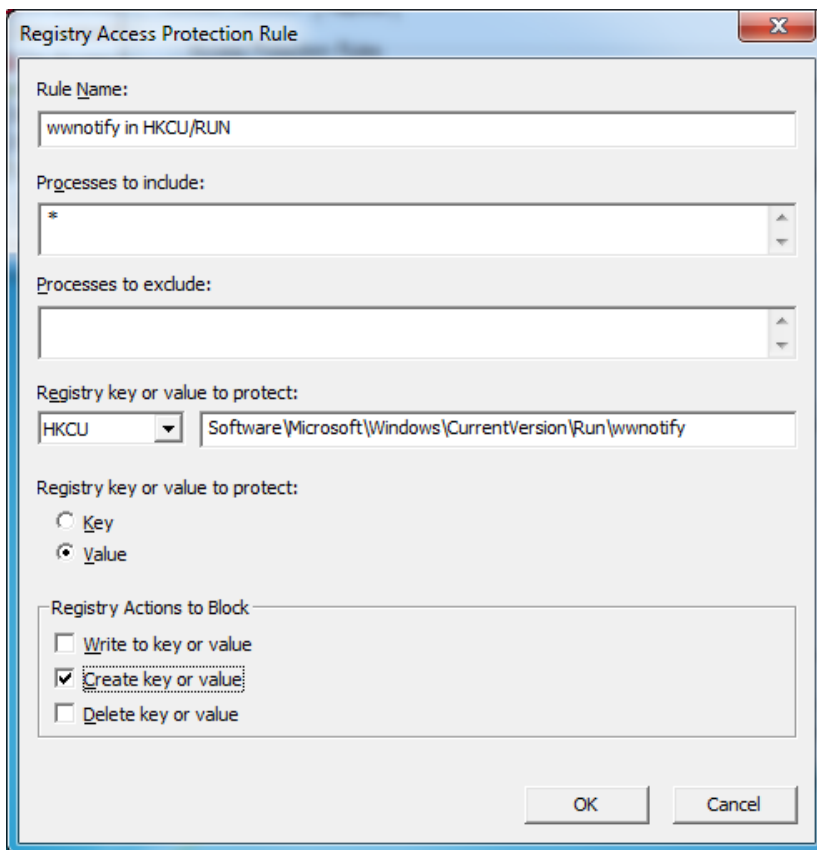 Registry Access Protection Rule
Rule Name:
wwnotify in HKCU/RUN
Processes to include:
*
Processes to exclude:
Registry key or value to protect:
HKCU Software\Microsoft\Windows\CurrentVersion\Run\wwnotify
Registry key or value to protect:
Key
Value
Registry Actions to Block
Write to key or value
Create key or value
Delete key or value
OK Cancel